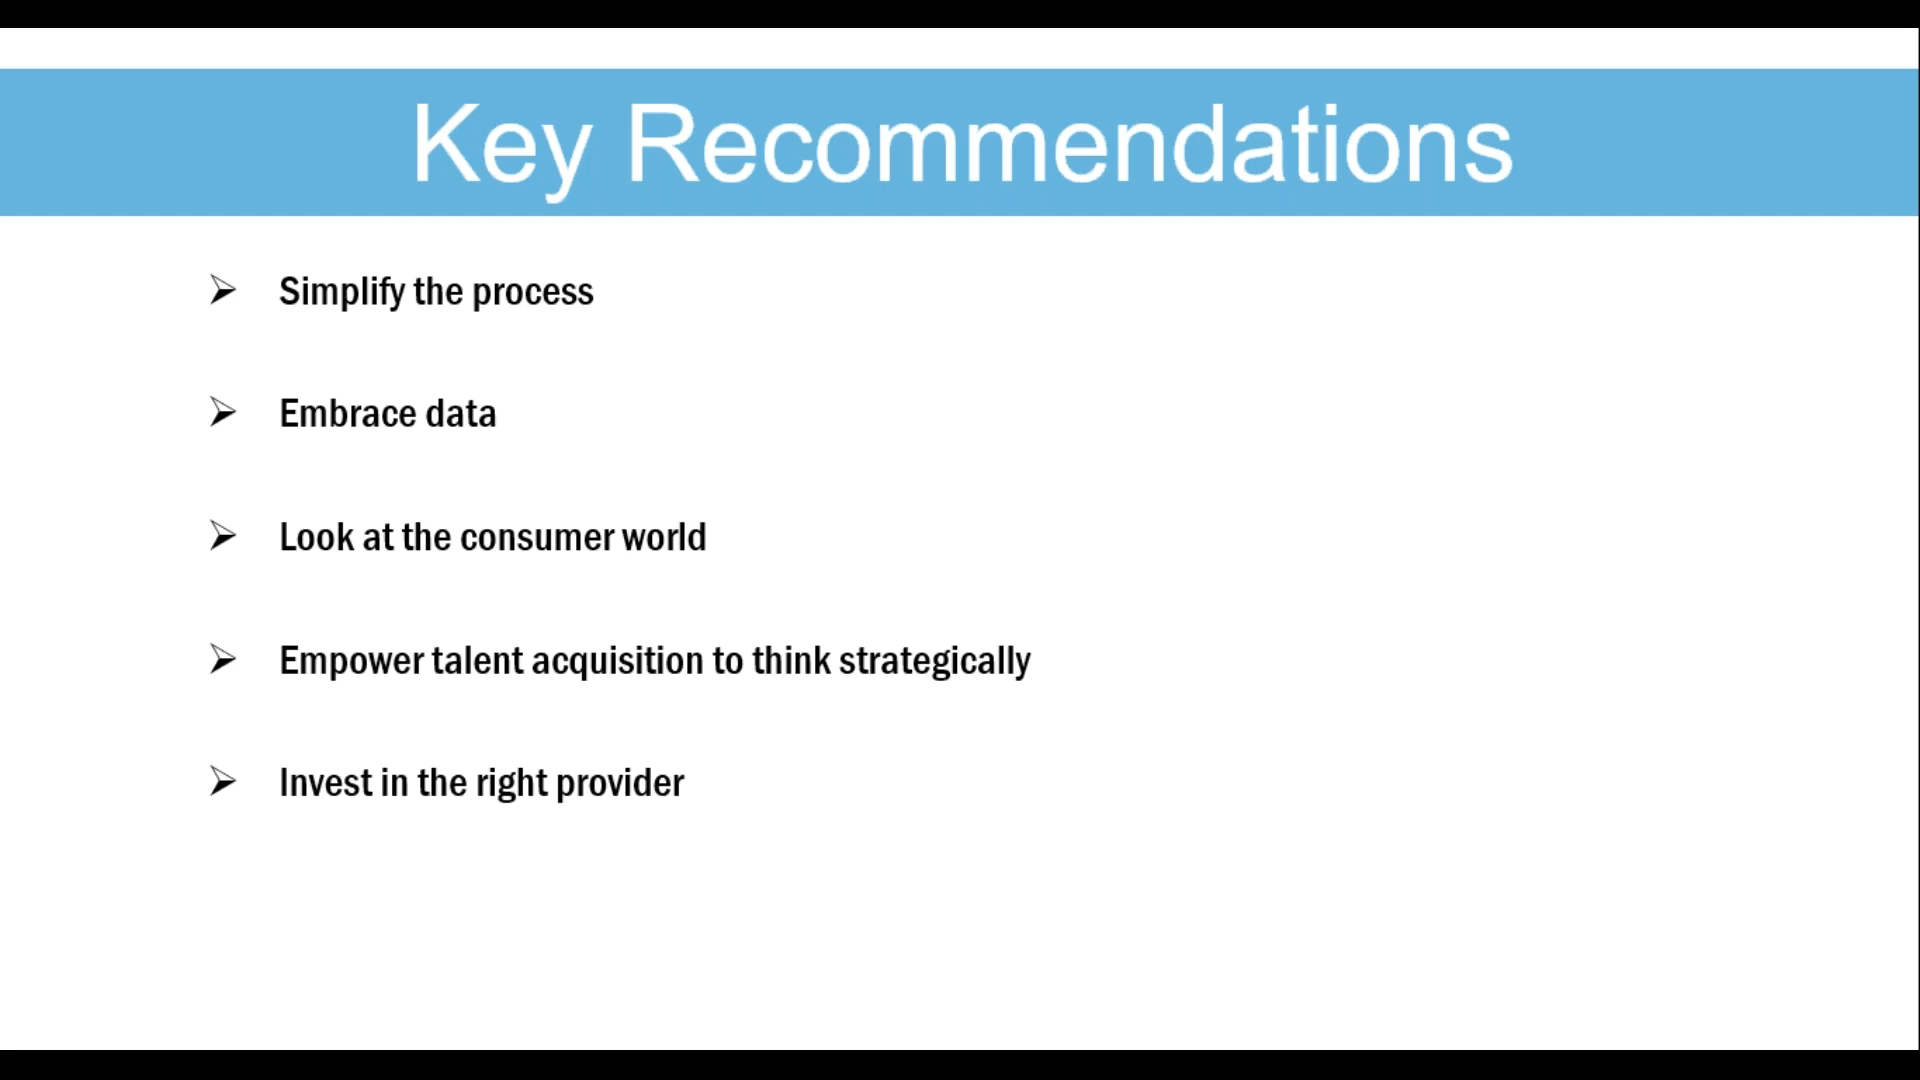 Key Recommendations
Simplify the process
Embrace data
Look at the consumer world
Empower talent acquisition to think strategically
Invest in the right provider